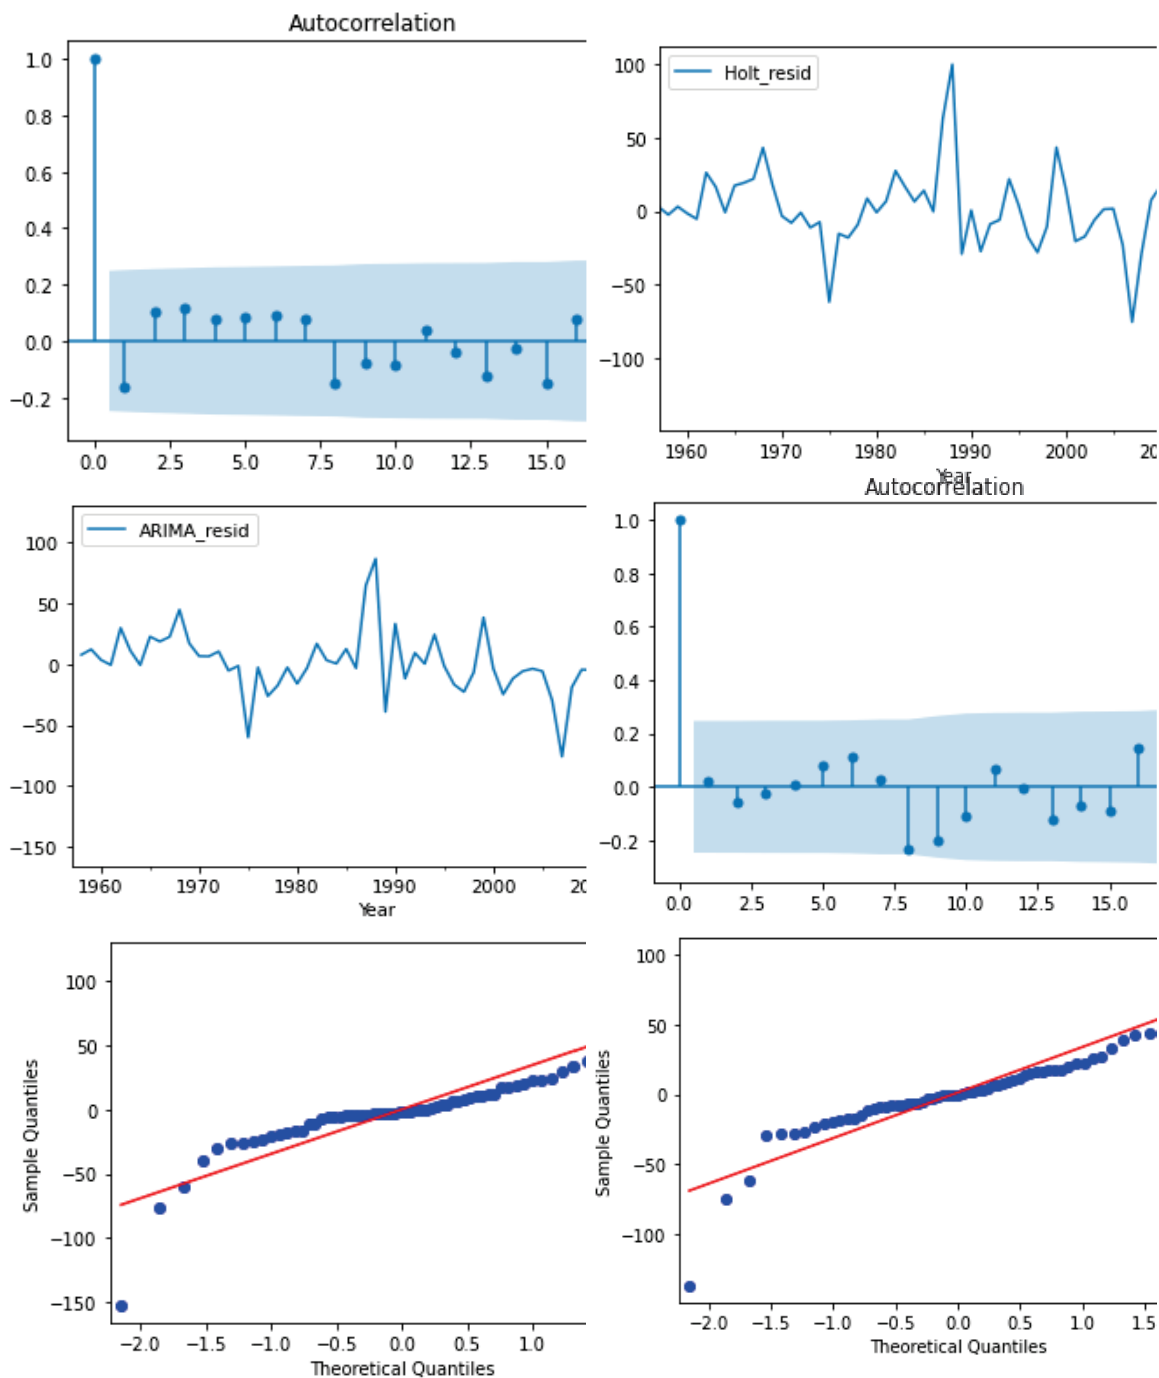 Autocorrelation
1.0
0.8
0.6
0.4
0.2
0.0
−0.2
0.0 2.5 5.0 7.5 10.0 12.5 15.0
Holt_resid
100
50
0
−50
−100
1960 1970 1980 1990 2000 20
Year
ARIMA_resid
100
50
0
−50
−100
−150
1960 1970 1980 1990 2000 20
Year
Autocorrelation
1.0
0.8
0.6
0.4
0.2
0.0
−0.2
0.0 2.5 5.0 7.5 10.0 12.5 15.0
Sample Quantiles
100
50
0
−50
−100
−150
−2.0 −1.5 −1.0 −0.5 0.0 0.5 1.0
Theoretical Quantiles
Sample Quantiles
100
50
0
−50
−100
−2.0 −1.5 −1.0 −0.5 0.0 0.5 1.0 1.5
Theoretical Quantiles